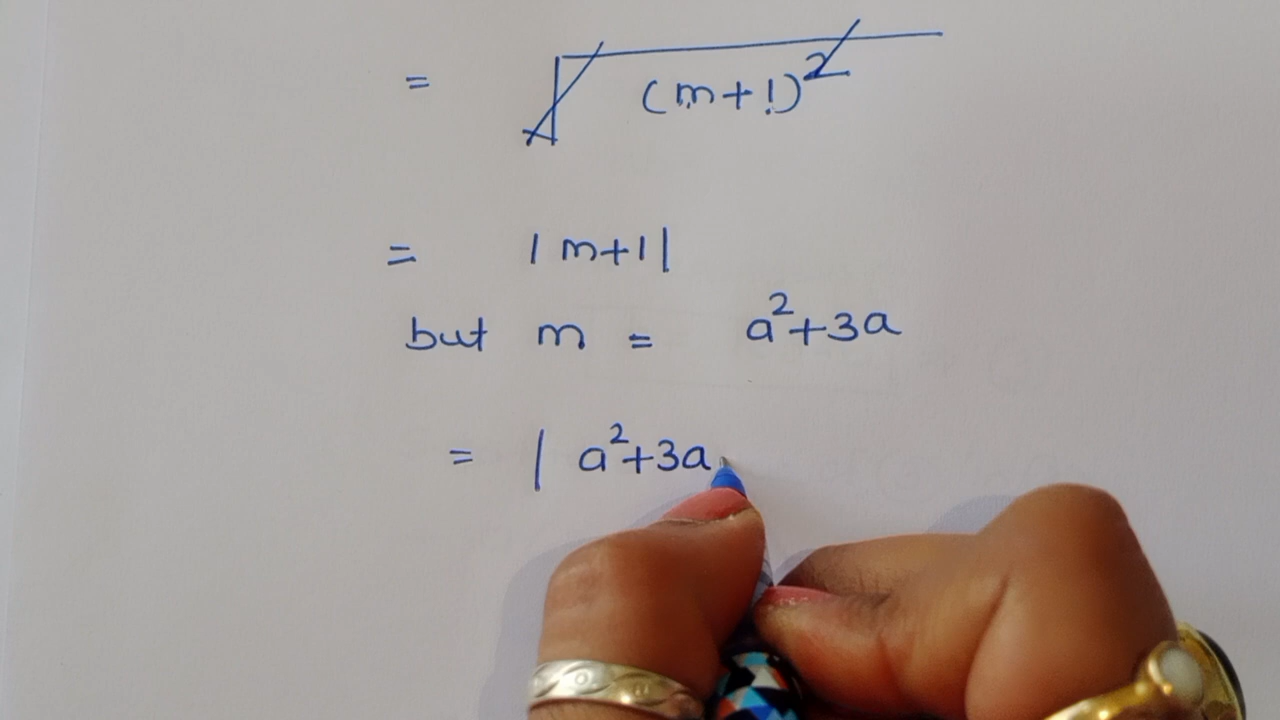 = √(m+1)²
= |m+1|
but m = a²+3a
= | a²+3a